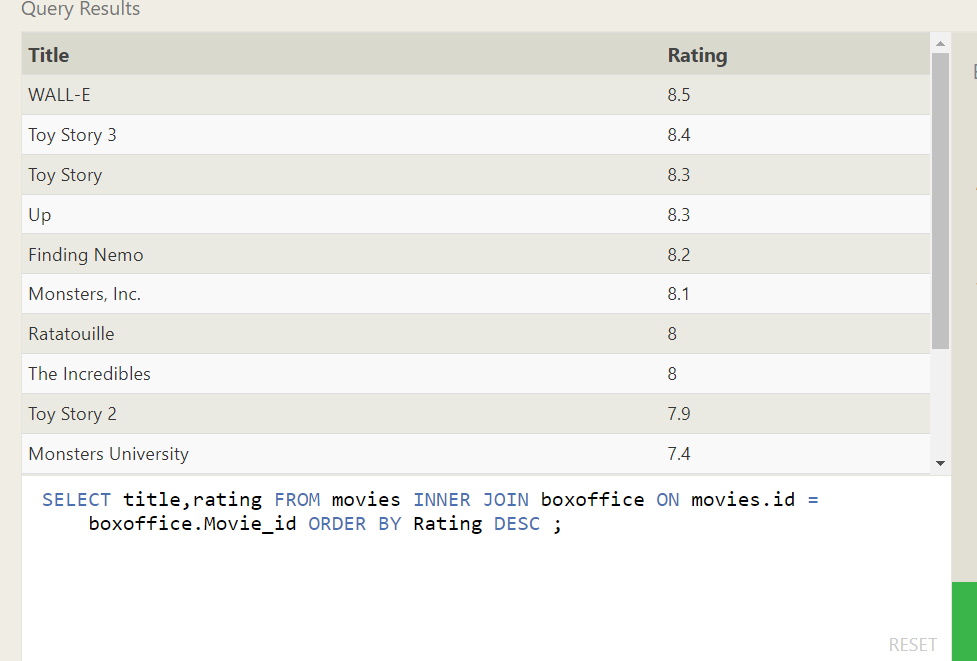 Query Results
Title Rating
WALL-E 8.5
Toy Story 3 8.4
Toy Story 8.3
Up 8.3
Finding Nemo 8.2
Monsters, Inc. 8.1
Ratatouille 8
The Incredibles 8
Toy Story 2 7.9
Monsters University 7.4
SELECT title,rating FROM movies INNER JOIN boxoffice ON movies.id =
boxoffice.Movie_id ORDER BY Rating DESC ;
RESET